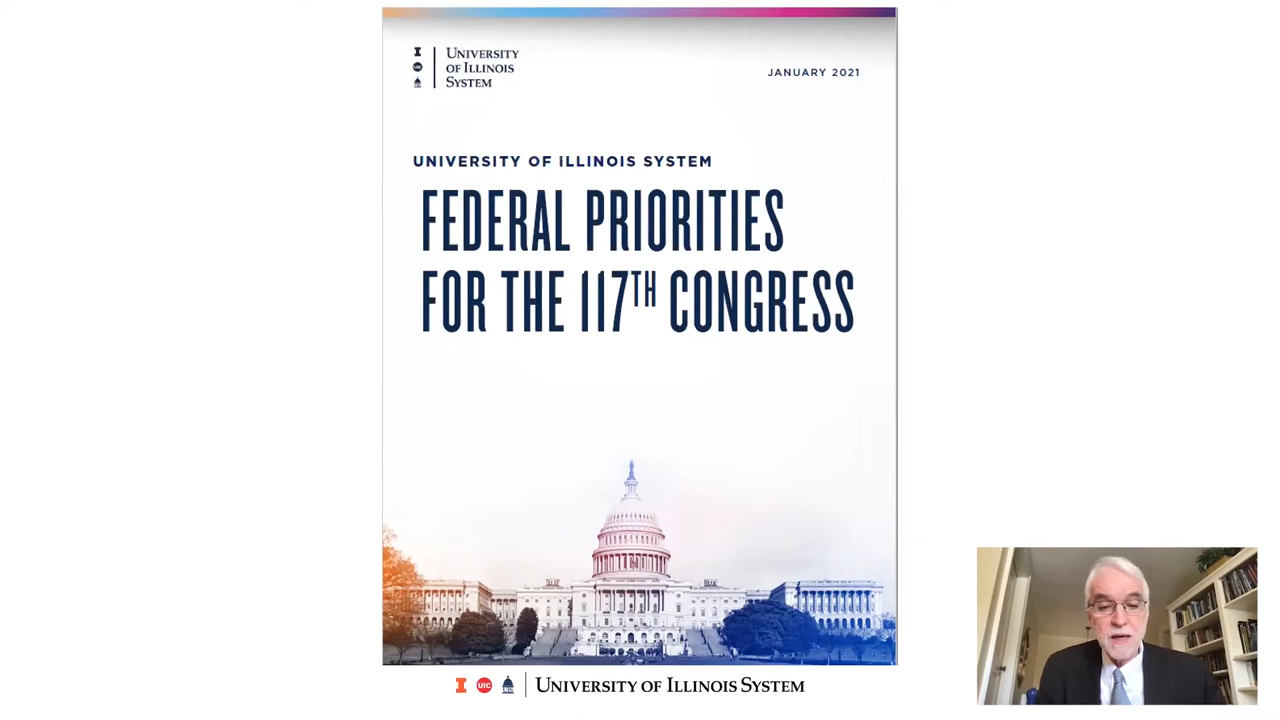 UNIVERSITY
OF ILLINOIS
SYSTEM
JANUARY 2021
UNIVERSITY OF ILLINOIS SYSTEM
FEDERAL PRIORITIES
FOR THE 117TH CONGRESS
I UIC UNIVERSITY OF ILLINOIS SYSTEM